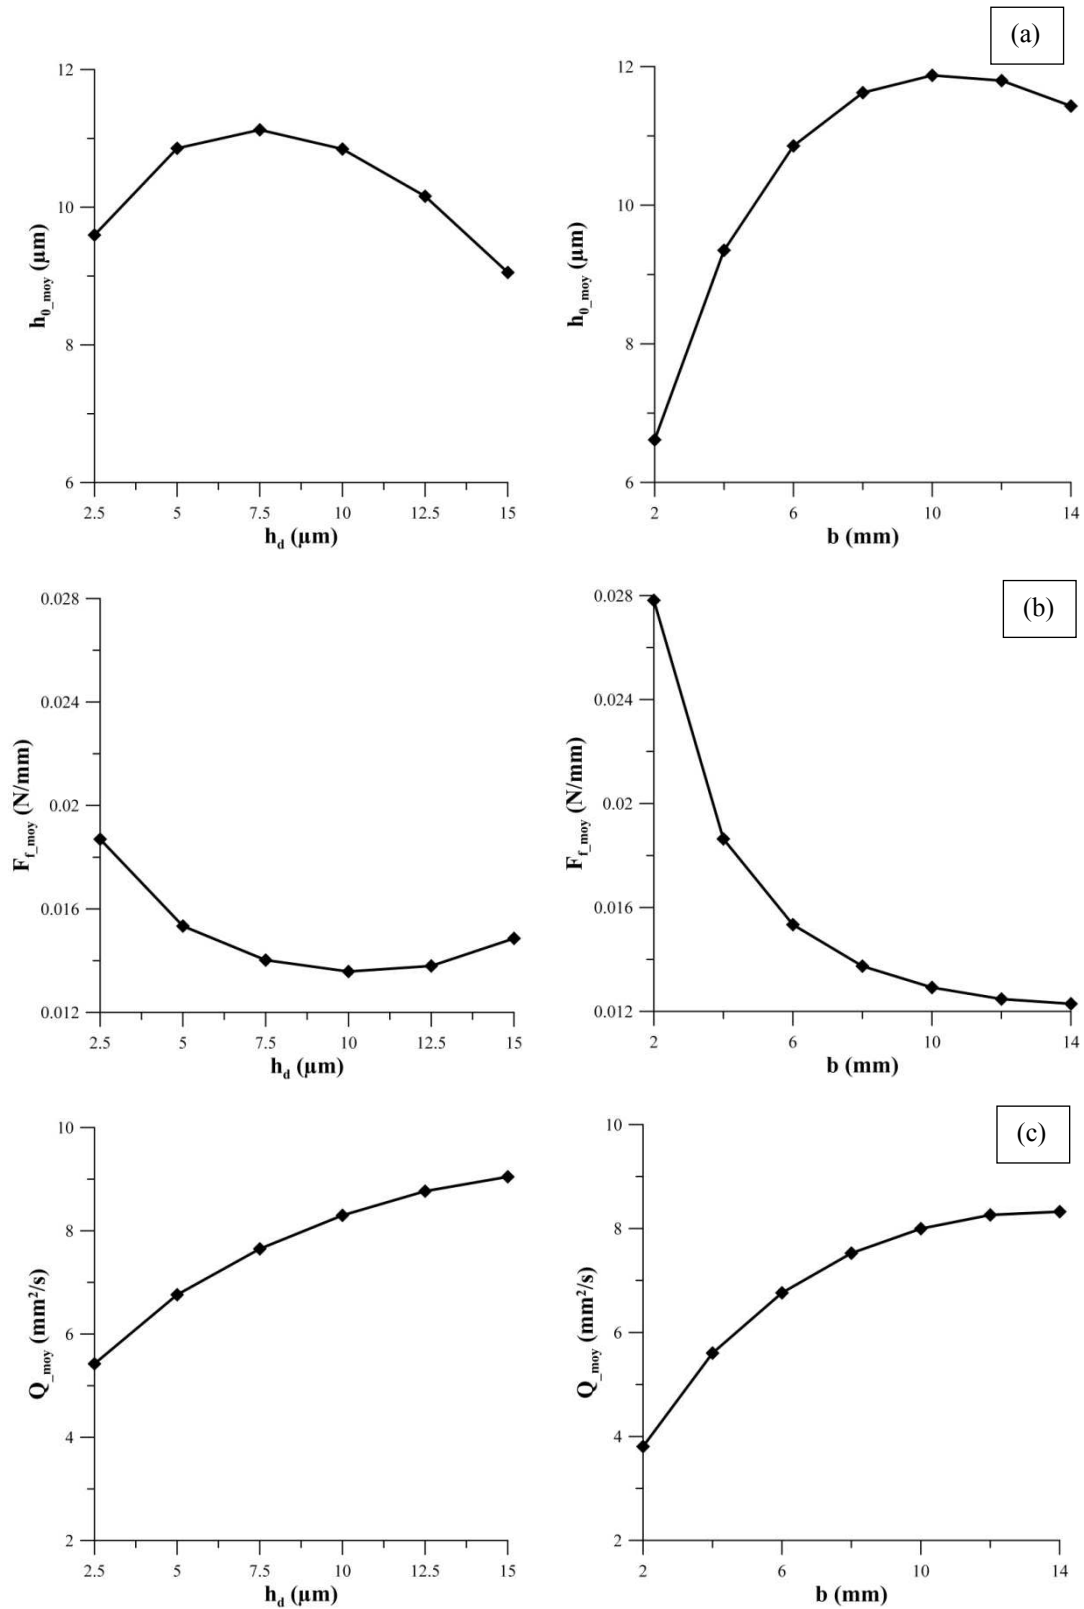 (a)
12
10
8
6
h0_moy (µm)
2.5 5 7.5 10 12.5 15
hd (µm)
12
10
8
6
h0_moy (µm)
2 6 10 14
b (mm)
(b)
0.028
0.024
0.02
0.016
0.012
Ff_moy (N/mm)
2.5 5 7.5 10 12.5 15
hd (µm)
0.028
0.024
0.02
0.016
0.012
Ff_moy (N/mm)
2 6 10 14
b (mm)
(c)
10
8
6
4
2
Q_moy (mm²/s)
2.5 5 7.5 10 12.5 15
hd (µm)
10
8
6
4
2
Q_moy (mm²/s)
2 6 10 14
b (mm)